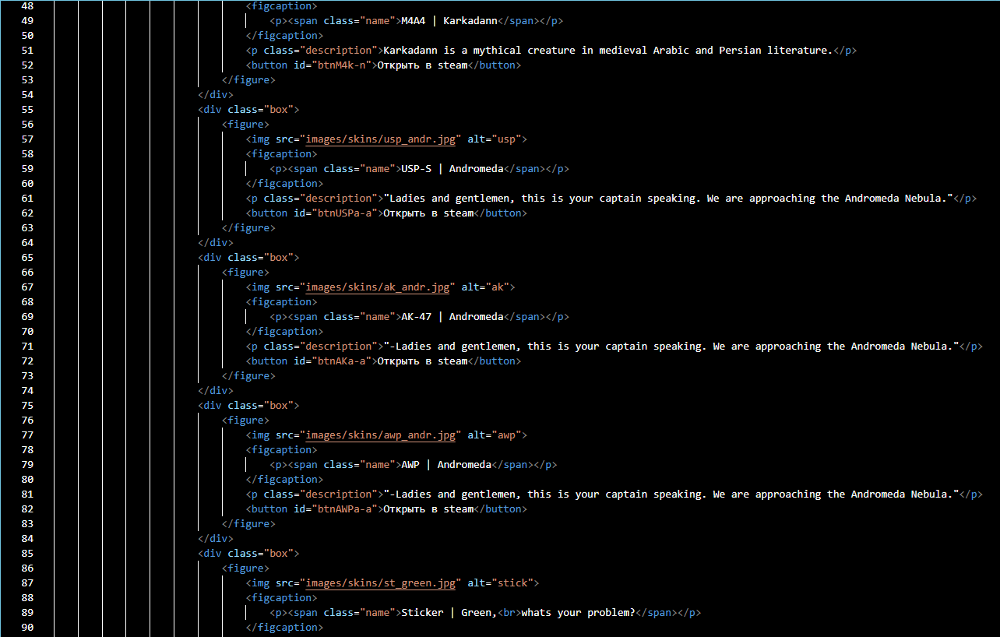 48 <figcaption>
49 <p><span class="name">M4A4 | Karkadann</span></p>
50 </figcaption>
51 <p class="description">Karkadann is a mythical creature in medieval Arabic and Persian literature.</p>
52 <button id="btnM4k-n">Открыть в steam</button>
53 </figure>
54 </div>
55 <div class="box">
56 <figure>
57 <img src="images/skins/usp_andr.jpg" alt="usp">
58 <figcaption>
59 <p><span class="name">USP-S | Andromeda</span></p>
60 </figcaption>
61 <p class="description">"Ladies and gentlemen, this is your captain speaking. We are approaching the Andromeda Nebula."</p>
62 <button id="btnUSPa-a">Открыть в steam</button>
63 </figure>
64 </div>
65 <div class="box">
66 <figure>
67 <img src="images/skins/ak_andr.jpg" alt="ak">
68 <figcaption>
69 <p><span class="name">AK-47 | Andromeda</span></p>
70 </figcaption>
71 <p class="description">"-Ladies and gentlemen, this is your captain speaking. We are approaching the Andromeda Nebula."</p>
72 <button id="btnAKa-a">Открыть в steam</button>
73 </figure>
74 </div>
75 <div class="box">
76 <figure>
77 <img src="images/skins/awp_andr.jpg" alt="awp">
78 <figcaption>
79 <p><span class="name">AWP | Andromeda</span></p>
80 </figcaption>
81 <p class="description">"-Ladies and gentlemen, this is your captain speaking. We are approaching the Andromeda Nebula."</p>
82 <button id="btnAWPa-a">Открыть в steam</button>
83 </figure>
84 </div>
85 <div class="box">
86 <figure>
87 <img src="images/skins/st_green.jpg" alt="stick">
88 <figcaption>
89 <p><span class="name">Sticker | Green,<br>whats your problem?</span></p>
90 </figcaption>